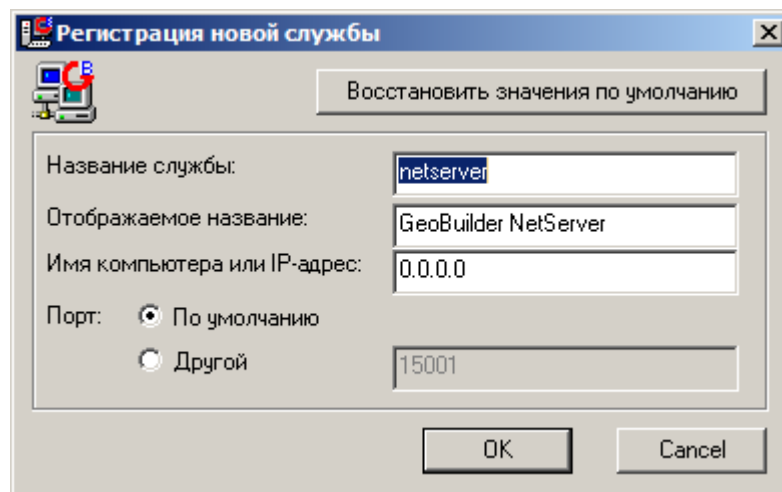 Регистрация новой службы
B
Восстановить значения по умолчанию
Название службы: netserver
Отображаемое название: GeoBuilder NetServer
Имя компьютера или IP-адрес: 0.0.0.0
Порт: По умолчанию
Другой 15001
OK Cancel